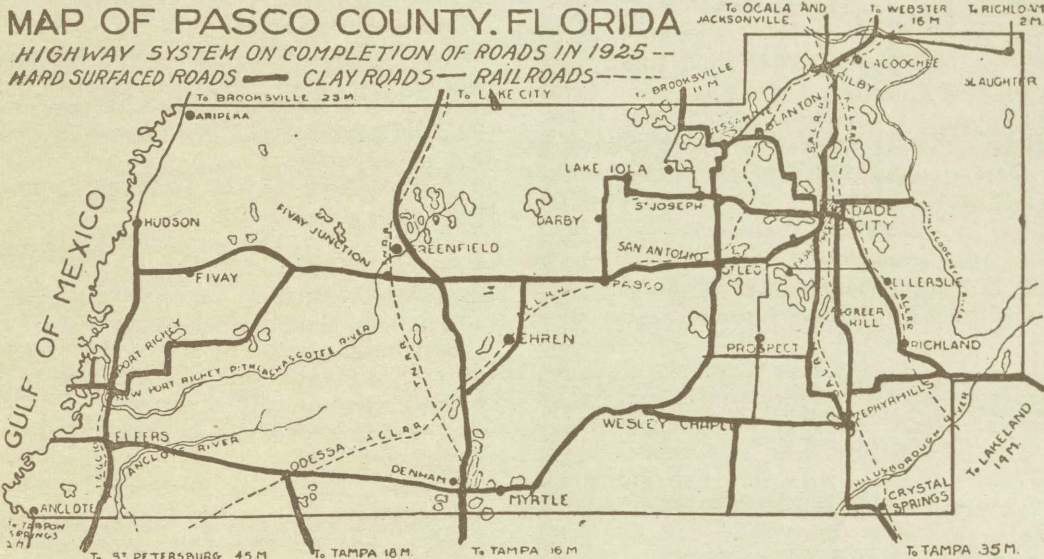 MAP OF PASCO COUNTY. FLORIDA
HIGHWAY SYSTEM ON COMPLETION OF ROADS IN 1925 --
HARD SURFACED ROADS CLAY ROADS RAILROADS
TO OCALA AND
JACKSONVILLE.
TO WEBSTER
16 M
2 M.
TO BROOKSVILLE 23 M.
TO LAKE CITY
TO BROOKSVILLE
11 M
LACOOCHEE
SLAUGHTER
ARIPEKA
BLANTON
LAKE IOLA
ST JOSEPH
DADE
CITY
HUDSON
FIVAY JUNCTION
GREENFIELD
DARBY
SAN ANTONIO
ST LEO
GULF OF MEXICO
FIVAY
PASCO
ELLERSLIE
GREER
HILL
EHREN
PROSPECT
RICHLAND
PORT RICHEY
NEW PORT RICHEY
PITHLACHASCOTEE RIVER
WESLEY CHAPEL
ZEPHYRHILLS
ELFERS
ANCLOTE RIVER
ODESSA
A C L R R
DENHAM
MYRTLE
HILLSBOROUGH RIVER
TO LAKELAND
14 M.
CRYSTAL
SPRINGS
ANCLOTE
TO TARPON
SPRINGS
2 M
TO ST. PETERSBURG 45 M
TO TAMPA 18 M.
TO TAMPA 16 M
TO TAMPA 35 M.